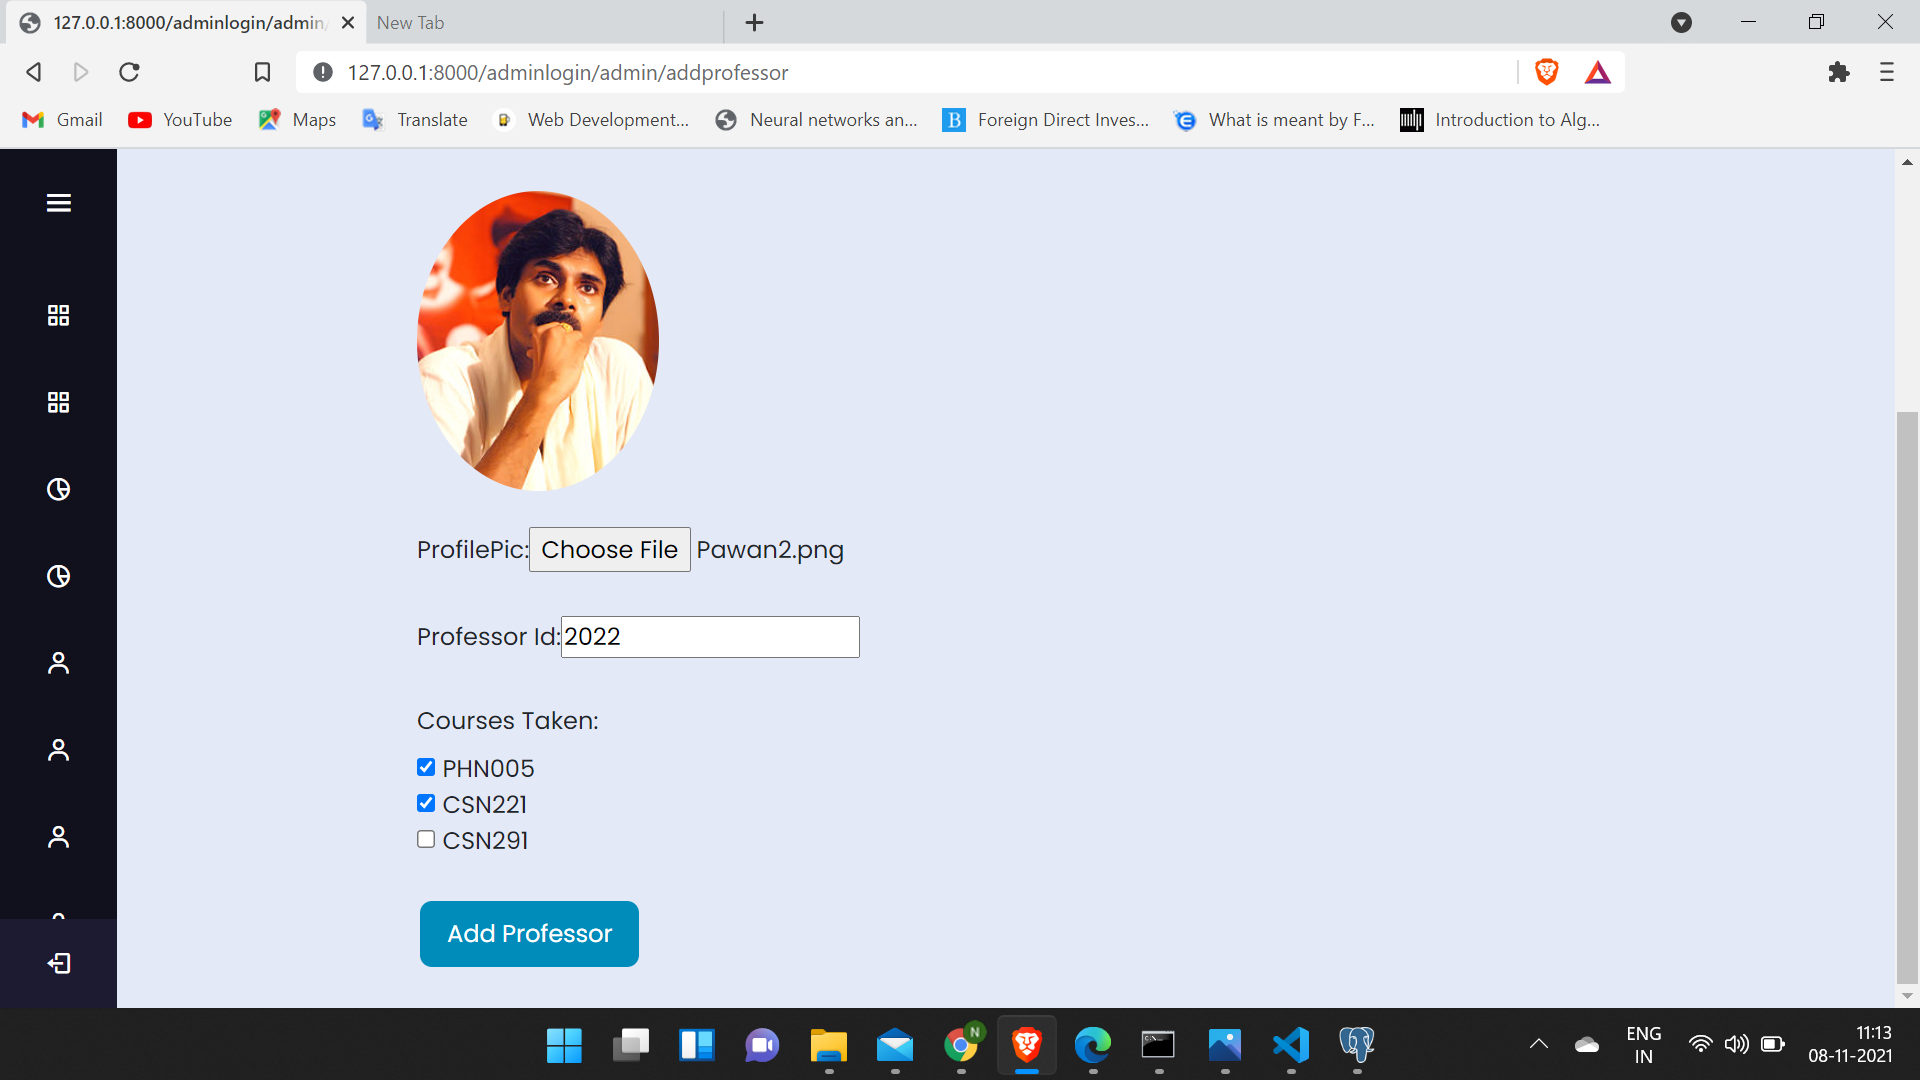 127.0.0.1:8000/adminlogin/admin/
New Tab
127.0.0.1:8000/adminlogin/admin/addprofessor
Gmail
YouTube
Maps
Translate
Web Development...
Neural networks an...
B
Foreign Direct Inves...
What is meant by F...
Introduction to Alg...
ProfilePic: Choose File Pawan2.png
Professor Id: 2022
Courses Taken:
PHN005
CSN221
CSN291
Add Professor
N
ENG
IN
11:13
08-11-2021